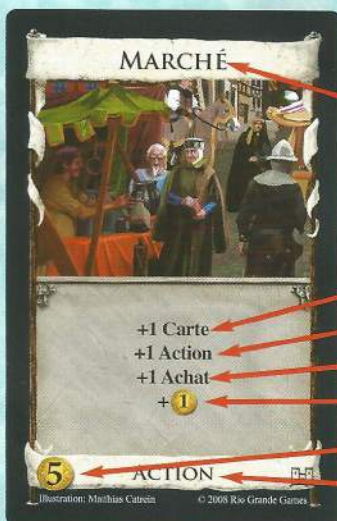 MARCHÉ
+1 Carte
+1 Action
+1 Achat
+ 1
5 ACTION
Illustration: Matthias Catrein © 2008 Rio Grande Games